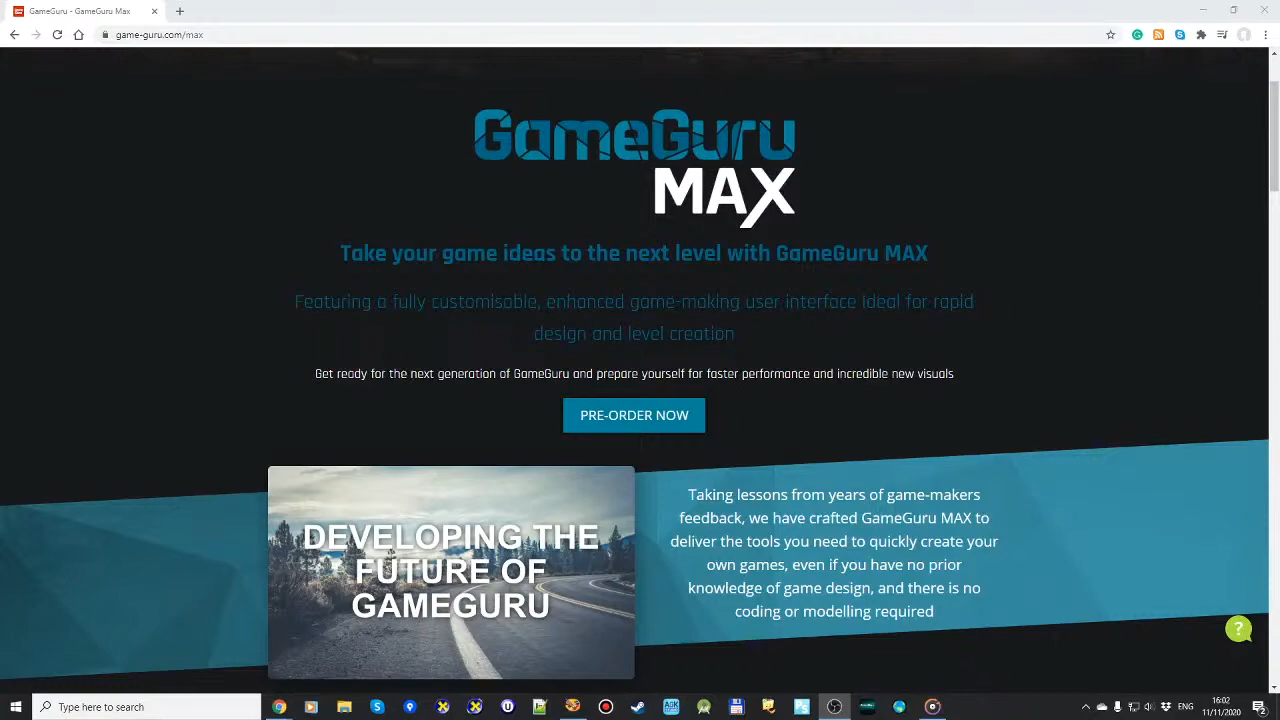 GameGuru - GameGuru MAX
game-guru.com/max
GameGuru
MAX
Take your game ideas to the next level with GameGuru MAX
Featuring a fully customisable, enhanced game-making user interface ideal for rapid
design and level creation
Get ready for the next generation of GameGuru and prepare yourself for faster performance and incredible new visuals
PRE-ORDER NOW
DEVELOPING THE
FUTURE OF
GAMEGURU
Taking lessons from years of game-makers
feedback, we have crafted GameGuru MAX to
deliver the tools you need to quickly create your
own games, even if you have no prior
knowledge of game design, and there is no
coding or modelling required
?
Type here to search
16:02
11/11/2020